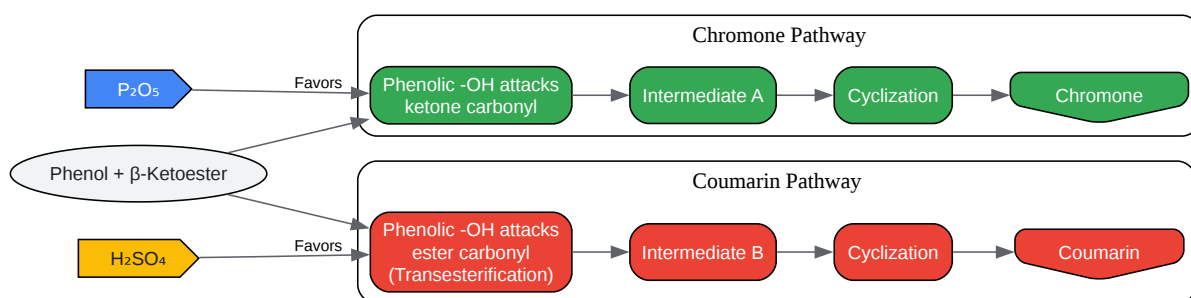 Chromone Pathway
P₂O₅
Favors
Phenolic -OH attacks
ketone carbonyl
Intermediate A
Cyclization
Chromone
Phenol + β-Ketoester
Coumarin Pathway
H₂SO₄
Favors
Phenolic -OH attacks
ester carbonyl
(Transesterification)
Intermediate B
Cyclization
Coumarin